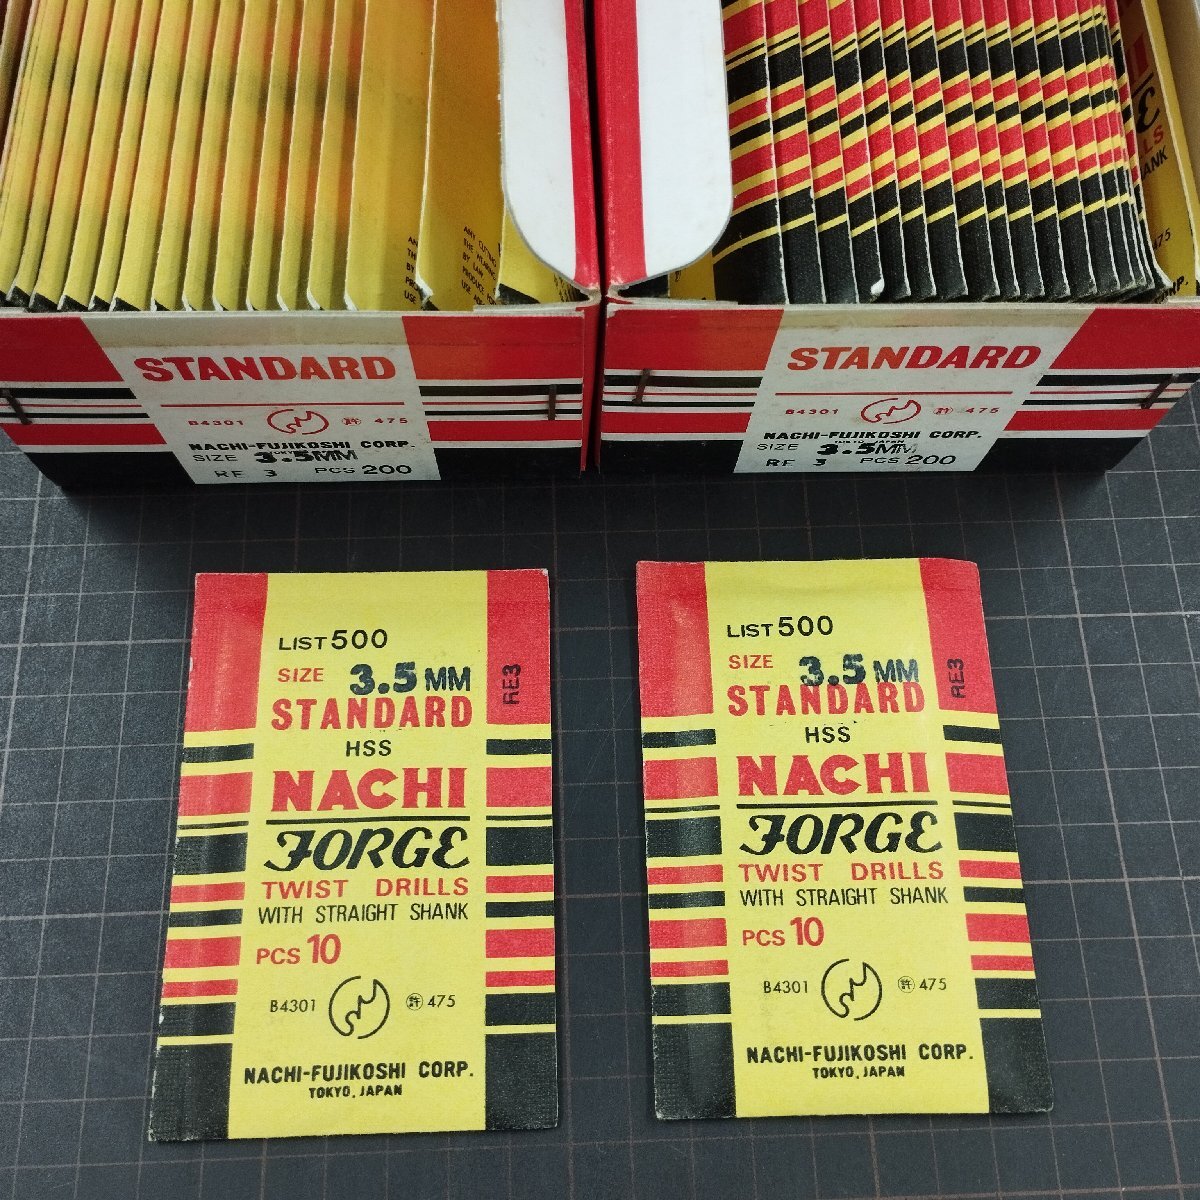 STANDARD
B4301 許 475
NACHI-FUJIKOSHI CORP.
SIZE 3.5MM
RE 3 PCS 200
STANDARD
B4301 許 475
NACHI-FUJIKOSHI CORP.
TOKYO, JAPAN
SIZE 3.5MM
RE 3 PCS 200
LIST 500
SIZE 3.5 MM
RE3
STANDARD
HSS
NACHI
FORGE
TWIST DRILLS
WITH STRAIGHT SHANK
PCS 10
B4301 許 475
NACHI-FUJIKOSHI CORP.
TOKYO, JAPAN
LIST 500
SIZE 3.5 MM
RE3
STANDARD
HSS
NACHI
FORGE
TWIST DRILLS
WITH STRAIGHT SHANK
PCS 10
B4301 許 475
NACHI-FUJIKOSHI CORP.
TOKYO, JAPAN